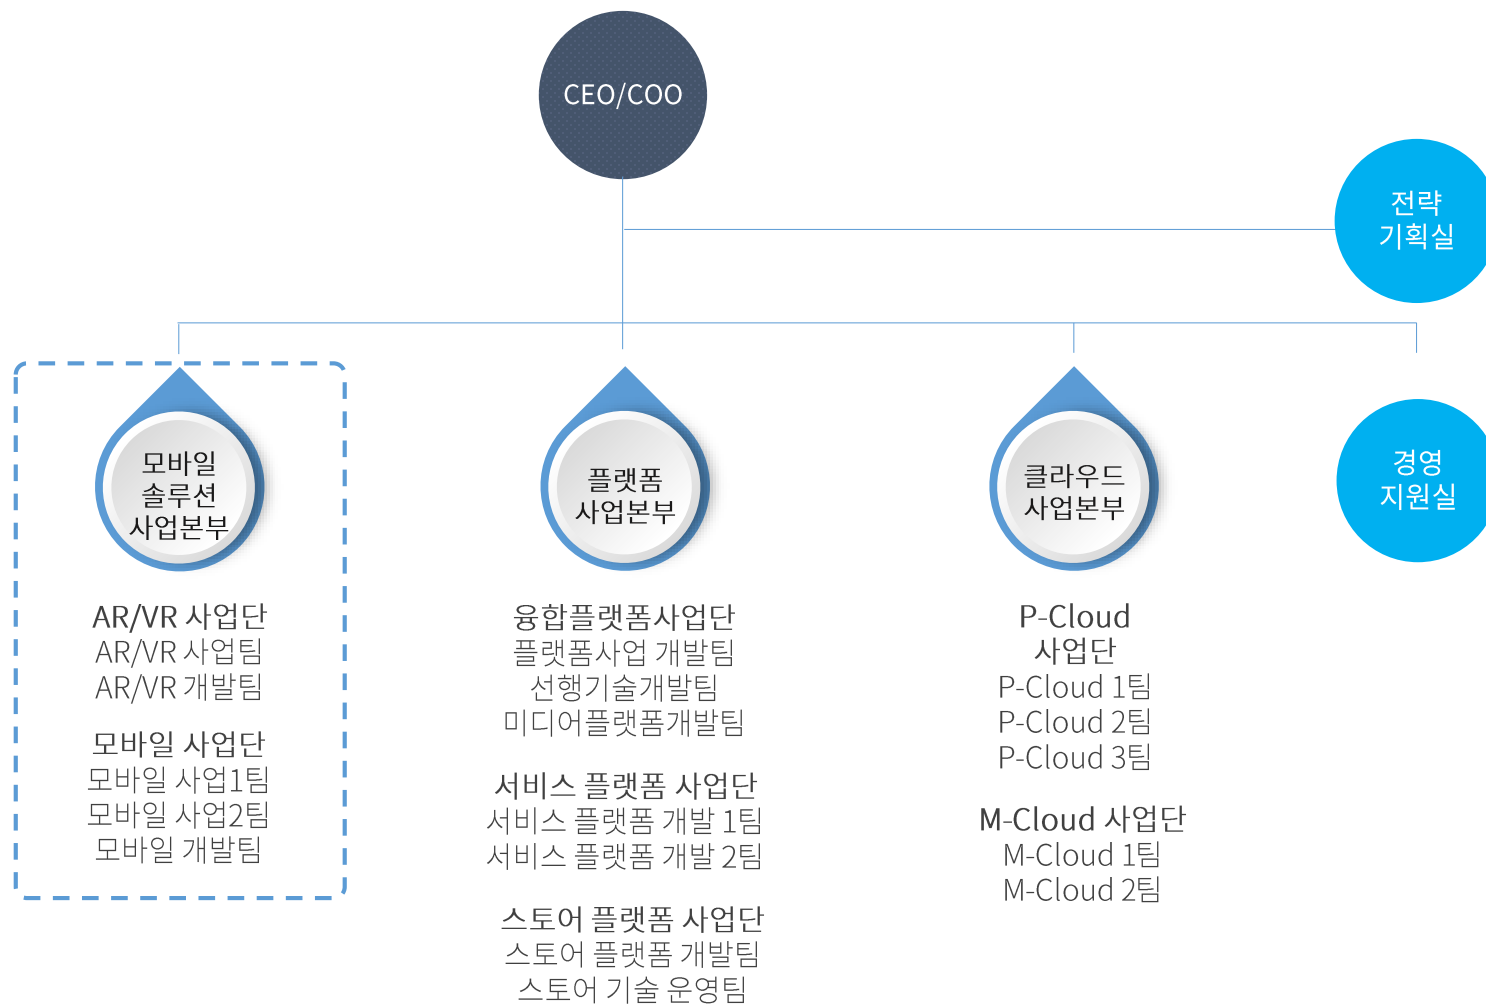 CEO/COO
전략
기획실
모바일
솔루션
사업본부
플랫폼
사업본부
클라우드
사업본부
경영
지원실
AR/VR 사업단
AR/VR 사업팀
AR/VR 개발팀
모바일 사업단
모바일 사업1팀
모바일 사업2팀
모바일 개발팀
융합플랫폼사업단
플랫폼사업 개발팀
선행기술개발팀
미디어플랫폼개발팀
서비스 플랫폼 사업단
서비스 플랫폼 개발 1팀
서비스 플랫폼 개발 2팀
스토어 플랫폼 사업단
스토어 플랫폼 개발팀
스토어 기술 운영팀
P-Cloud
사업단
P-Cloud 1팀
P-Cloud 2팀
P-Cloud 3팀
M-Cloud 사업단
M-Cloud 1팀
M-Cloud 2팀